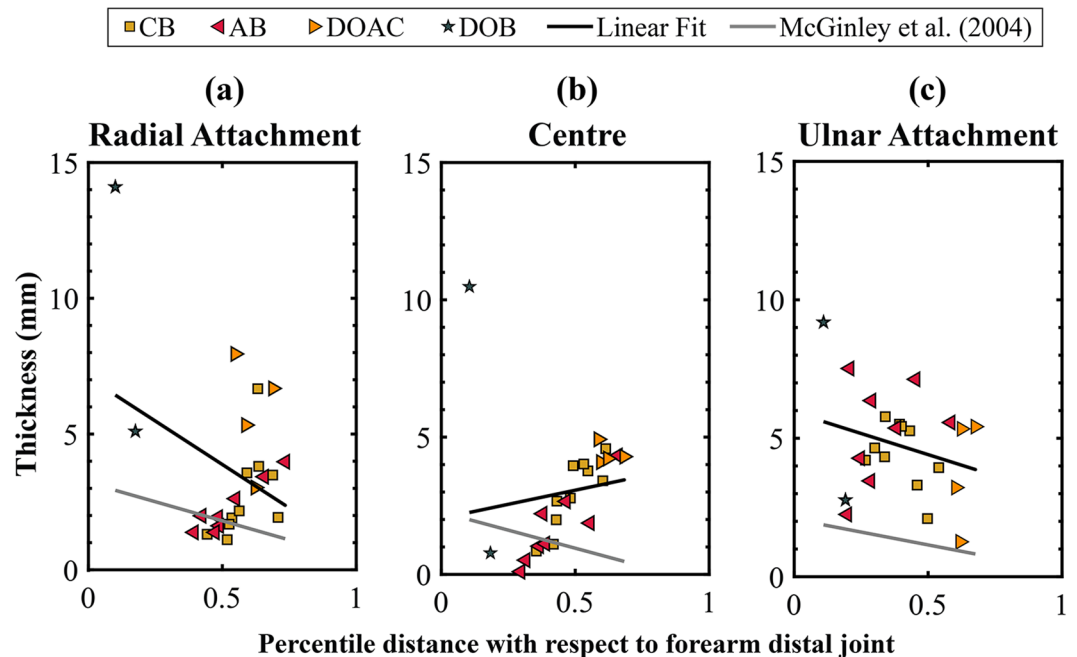 CB AB DOAC DOB Linear Fit McGinley et al. (2004)
(a) (b) (c)
Radial Attachment Centre Ulnar Attachment
15 15 15
10 10 10
5 5 5
0 0 0
0 0.5 1 0 0.5 1 0 0.5 1
Thickness (mm)
Percentile distance with respect to forearm distal joint